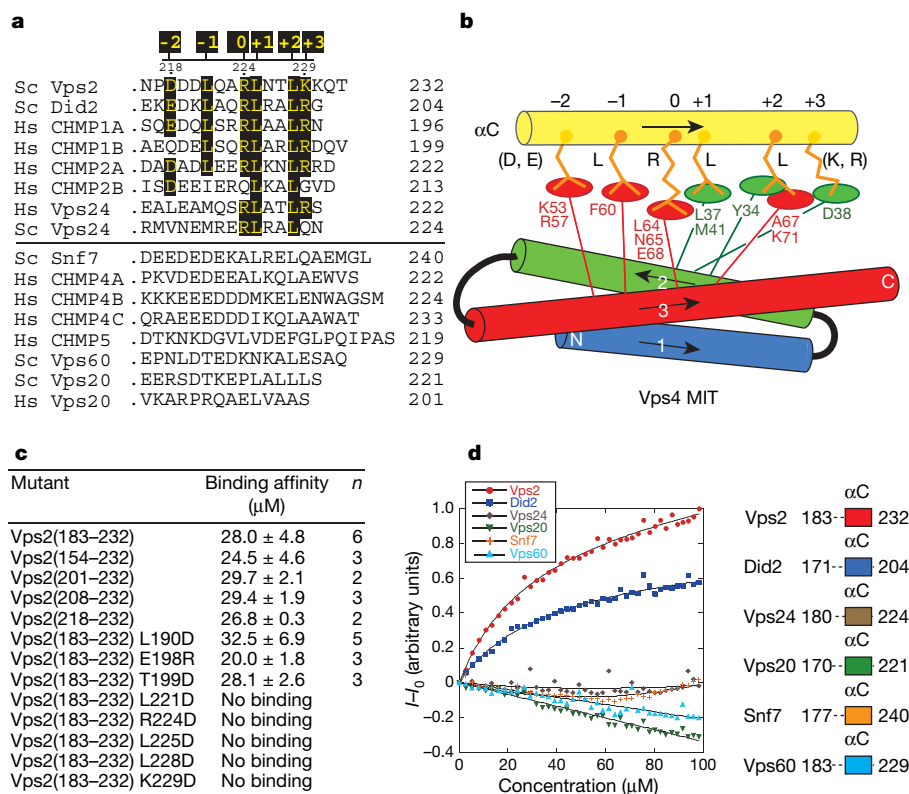 a
-2 -1 0 +1 +2 +3
218 224 229
Sc Vps2 .NPDDDLQARLNTLKKQT 232
Sc Did2 .EKEDKLAQRLRALRG 204
Hs CHMP1A .SQEDQLSRRLAALRN 196
Hs CHMP1B .AEQDELSQRLARLRDQV 199
Hs CHMP2A .DADADLEERLKNLRRD 222
Hs CHMP2B .ISDEEIERQLKALGVD 213
Hs Vps24 .EALEAMQSRLATLRS 222
Sc Vps24 .RMVNEMRERLRALQN 224
Sc Snf7 .DEEDEDEKALRELQAEMGL 240
Hs CHMP4A .PKVDEDEEALKQLAEWVS 222
Hs CHMP4B .KKKEEEDDDMKELENWAGSM 224
Hs CHMP4C .QRAEEEDDDIKQLAAWAT 233
Hs CHMP5 .DTKNKDGVLVDEFGLPQIPAS 219
Sc Vps60 .EPNLDTEDKNKALESAQ 229
Sc Vps20 .EERSDTKEPLALLLS 221
Hs Vps20 .VKARPRQAELVAAS 201
b
-2 -1 0 +1 +2 +3
αC
(D, E) L R L L (K, R)
K53 R57
F60
L64 N65 E68
L37 M41
Y34
A67 K71
D38
2
3
1
N
C
Vps4 MIT
c
Mutant Binding affinity (μM) n
Vps2(183–232) 28.0 ± 4.8 6
Vps2(154–232) 24.5 ± 4.6 3
Vps2(201–232) 29.7 ± 2.1 2
Vps2(208–232) 29.4 ± 1.9 3
Vps2(218–232) 26.8 ± 0.3 2
Vps2(183–232) L190D 32.5 ± 6.9 5
Vps2(183–232) E198R 20.0 ± 1.8 3
Vps2(183–232) T199D 28.1 ± 2.6 3
Vps2(183–232) L221D No binding
Vps2(183–232) R224D No binding
Vps2(183–232) L225D No binding
Vps2(183–232) L228D No binding
Vps2(183–232) K229D No binding
d
Vps2
Did2
Vps24
Vps20
Snf7
Vps60
I–I0 (arbitrary units)
1.0
0.8
0.6
0.4
0.2
0
−0.2
−0.4
0 20 40 60 80 100
Concentration (μM)
αC
Vps2 183 232
αC
Did2 171 204
αC
Vps24 180 224
αC
Vps20 170 221
αC
Snf7 177 240
αC
Vps60 183 229